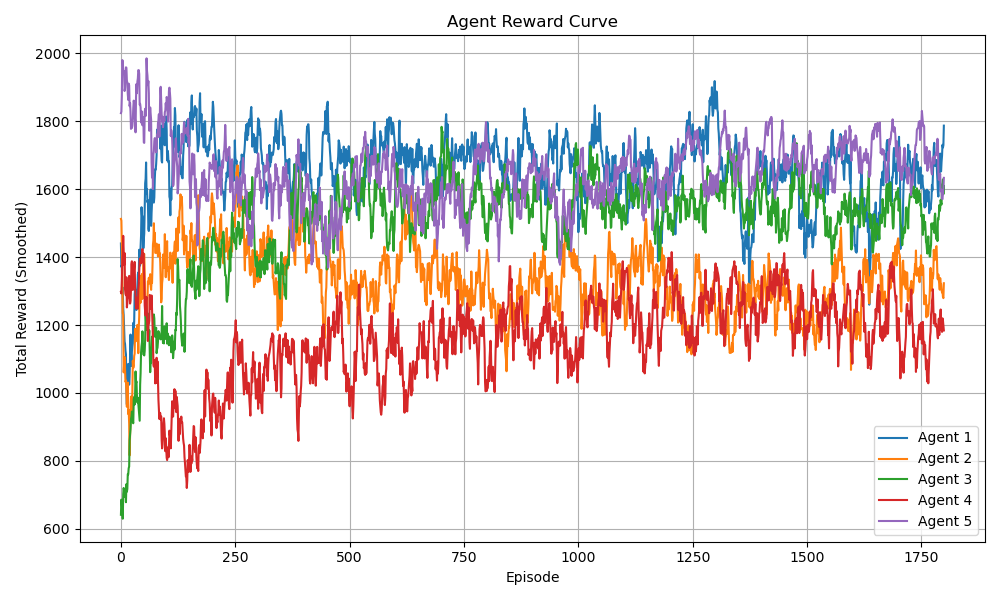 Agent Reward Curve
Total Reward (Smoothed)
2000
1800
1600
1400
1200
1000
800
600
0
250
500
750
1000
1250
1500
1750
Episode
Agent 1
Agent 2
Agent 3
Agent 4
Agent 5